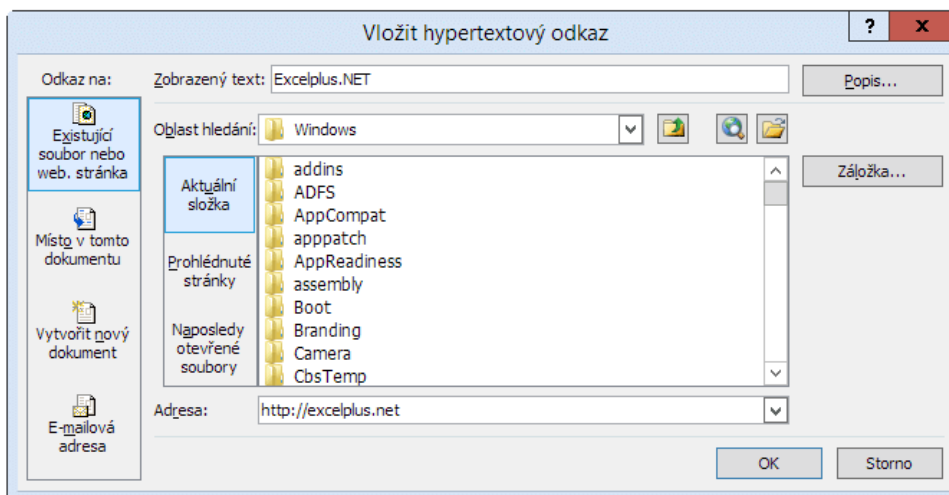 Vložit hypertextový odkaz
?
x
Odkaz na:
Zobrazený text:
Excelplus.NET
Popis...
Existující
soubor nebo
web. stránka
Místo v tomto
dokumentu
Vytvořit nový
dokument
E-mailová
adresa
Oblast hledání:
Windows
Aktuální
složka
Prohlédnuté
stránky
Naposledy
otevřené
soubory
addins
ADFS
AppCompat
apppatch
AppReadiness
assembly
Boot
Branding
Camera
CbsTemp
Záložka...
Adresa:
http://excelplus.net
OK
Storno